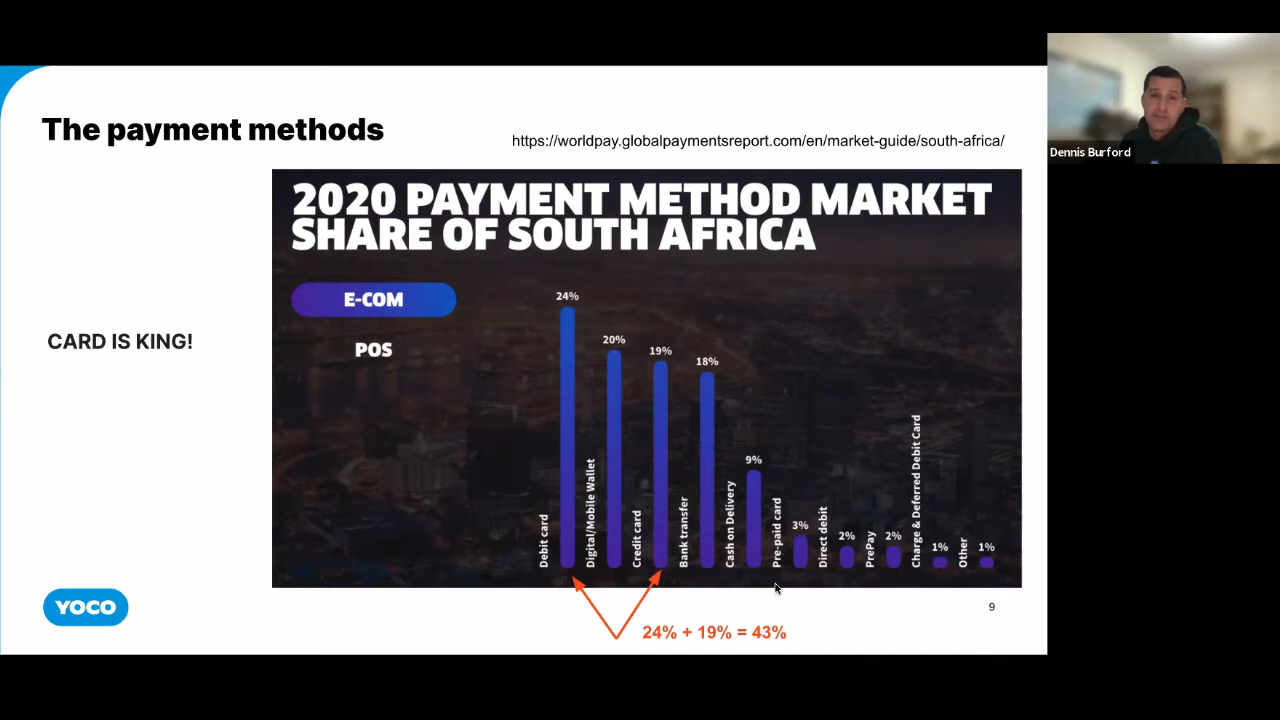 The payment methods
https://worldpay.globalpaymentsreport.com/en/market-guide/south-africa/
Dennis Burford
2020 PAYMENT METHOD MARKET
SHARE OF SOUTH AFRICA
E-COM
POS
CARD IS KING!
24%
20%
19%
18%
9%
3%
2%
2%
1%
1%
Debit card
Digital/Mobile Wallet
Credit card
Bank transfer
Cash on Delivery
Pre-paid card
Direct debit
PrePay
Charge & Deferred Debit Card
Other
YOCO
24% + 19% = 43%
9